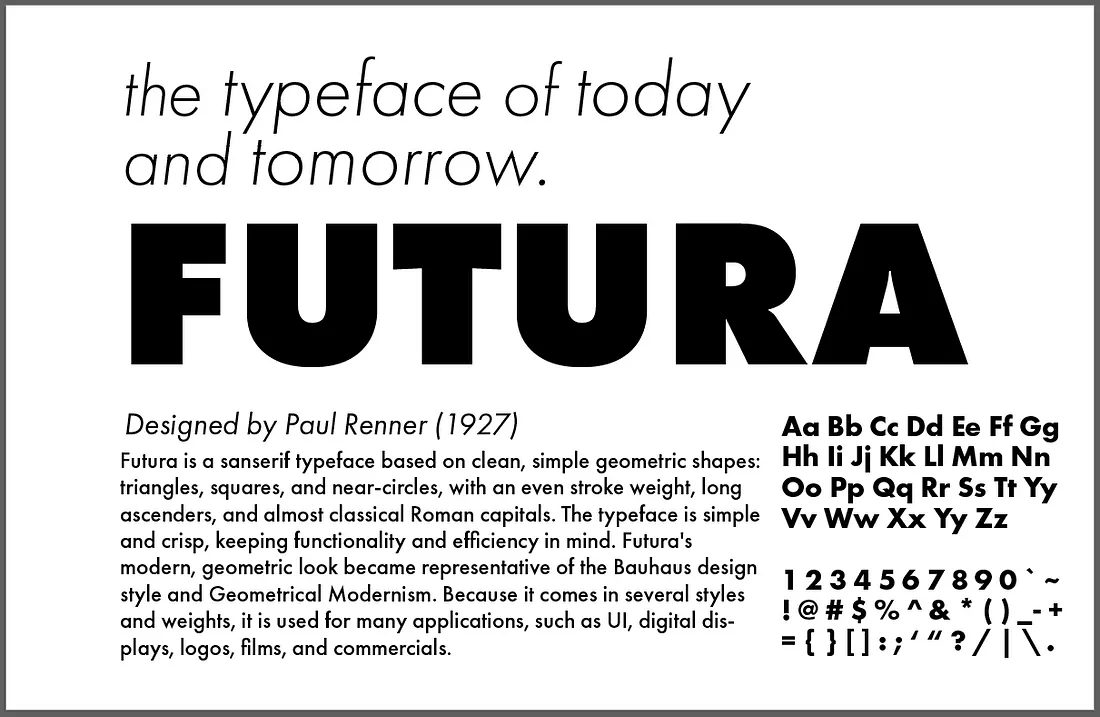 the typeface of today
and tomorrow.
FUTURA
Designed by Paul Renner (1927)
Futura is a sanserif typeface based on clean, simple geometric shapes:
triangles, squares, and near-circles, with an even stroke weight, long
ascenders, and almost classical Roman capitals. The typeface is simple
and crisp, keeping functionality and efficiency in mind. Futura's
modern, geometric look became representative of the Bauhaus design
style and Geometrical Modernism. Because it comes in several styles
and weights, it is used for many applications, such as UI, digital dis-
plays, logos, films, and commercials.
Aa Bb Cc Dd Ee Ff Gg
Hh Ii Jj Kk Ll Mm Nn
Oo Pp Qq Rr Ss Tt Yy
Vv Ww Xx Yy Zz
1 2 3 4 5 6 7 8 9 0 ` ~
! @ # $ % ^ & * ( ) _ - +
= { } [ ] : ; ‘ “ ? / | \ .